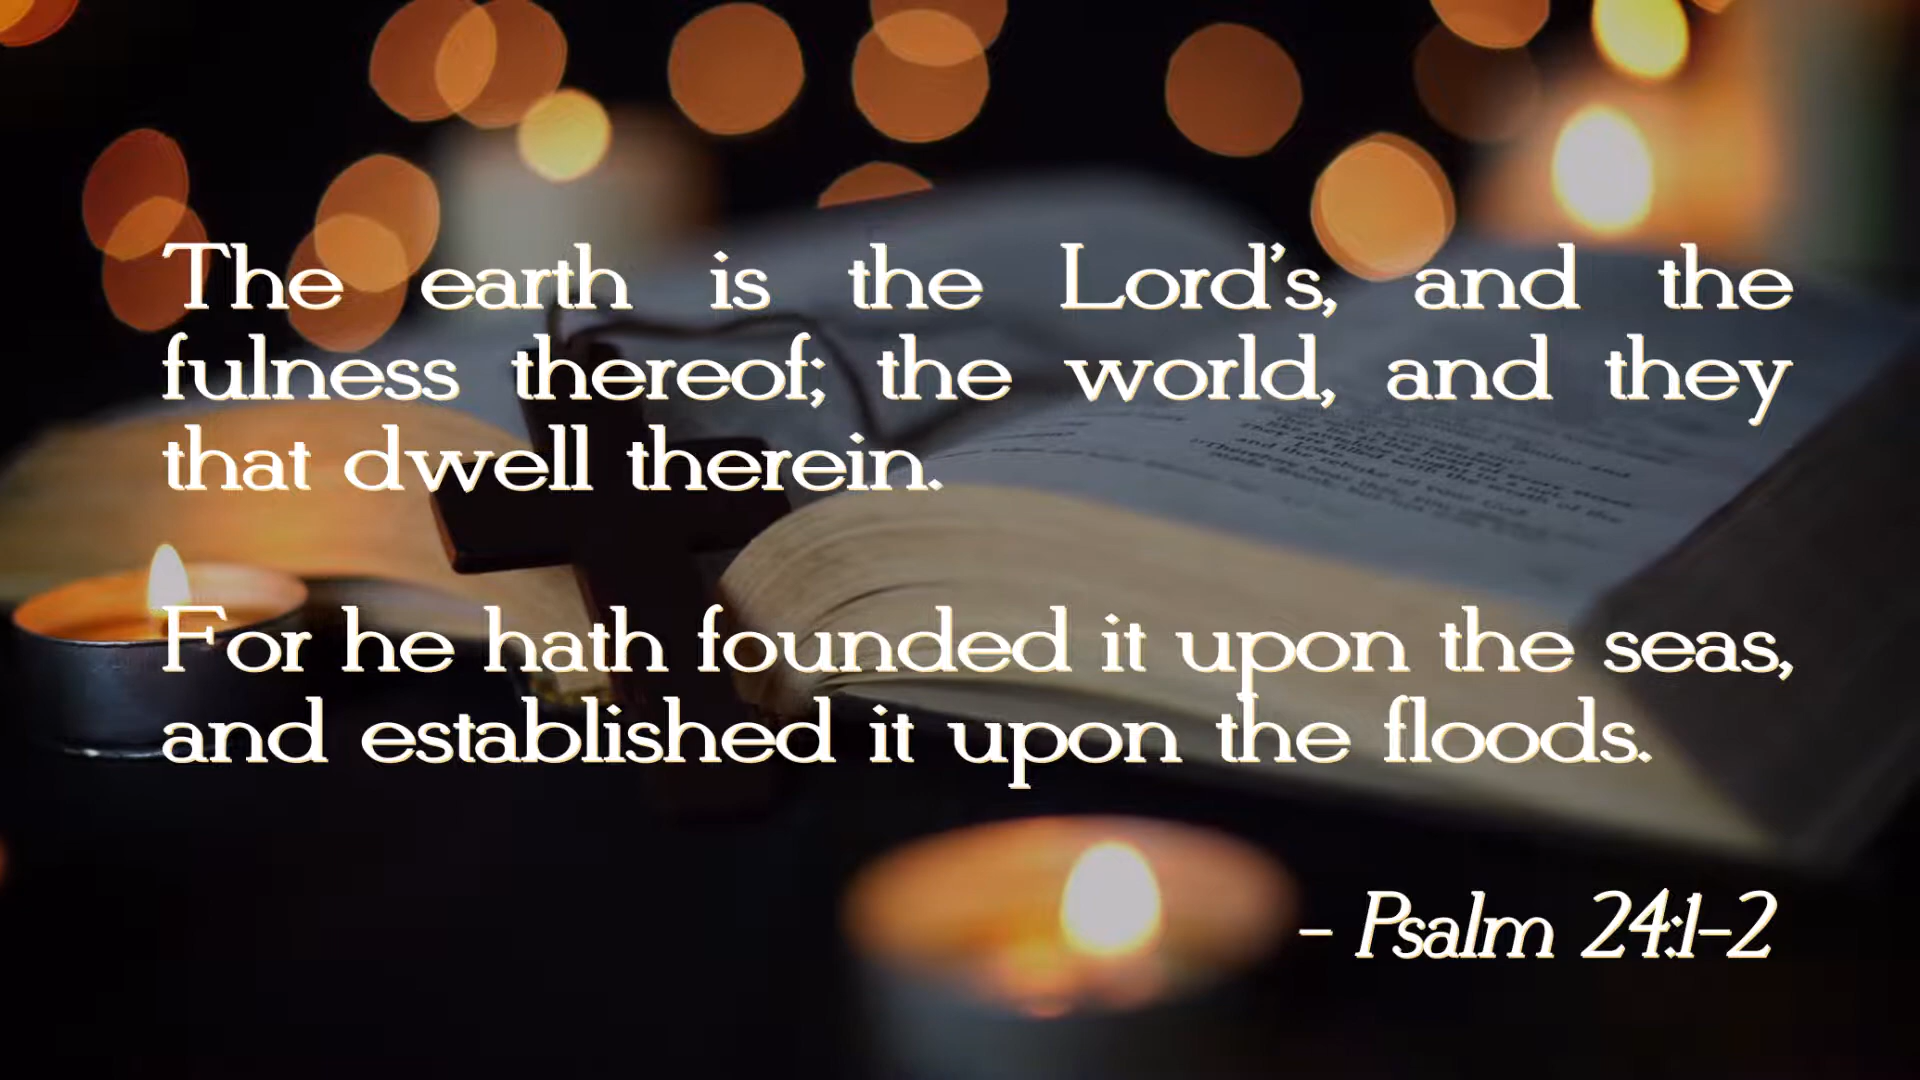 The earth is the Lord's, and the
fulness thereof; the world, and they
that dwell therein.
For he hath founded it upon the seas,
and established it upon the floods.
- Psalm 24:1-2